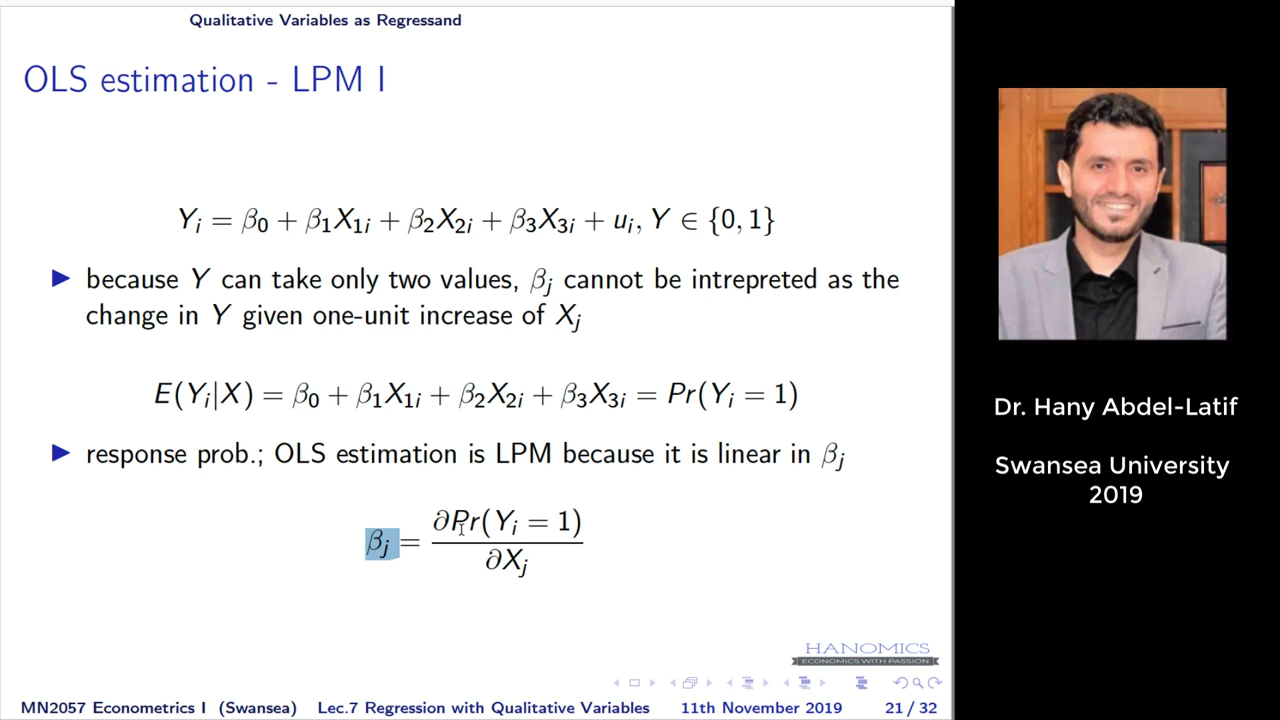 Qualitative Variables as Regressand
OLS estimation - LPM I
Yᵢ = β₀ + β₁X₁ᵢ + β₂X₂ᵢ + β₃X₃ᵢ + uᵢ, Y ∈ {0, 1}
▶ because Y can take only two values, βⱼ cannot be intrepreted as the
change in Y given one-unit increase of Xⱼ
E(Yᵢ|X) = β₀ + β₁X₁ᵢ + β₂X₂ᵢ + β₃X₃ᵢ = Pr(Yᵢ = 1)
▶ response prob.; OLS estimation is LPM because it is linear in βⱼ
βⱼ = ∂Pr(Yᵢ = 1) / ∂Xⱼ
HANOMICS
ECONOMICS WITH PASSION
MN2057 Econometrics I (Swansea) Lec.7 Regression with Qualitative Variables 11th November 2019 21 / 32
Dr. Hany Abdel-Latif
Swansea University
2019